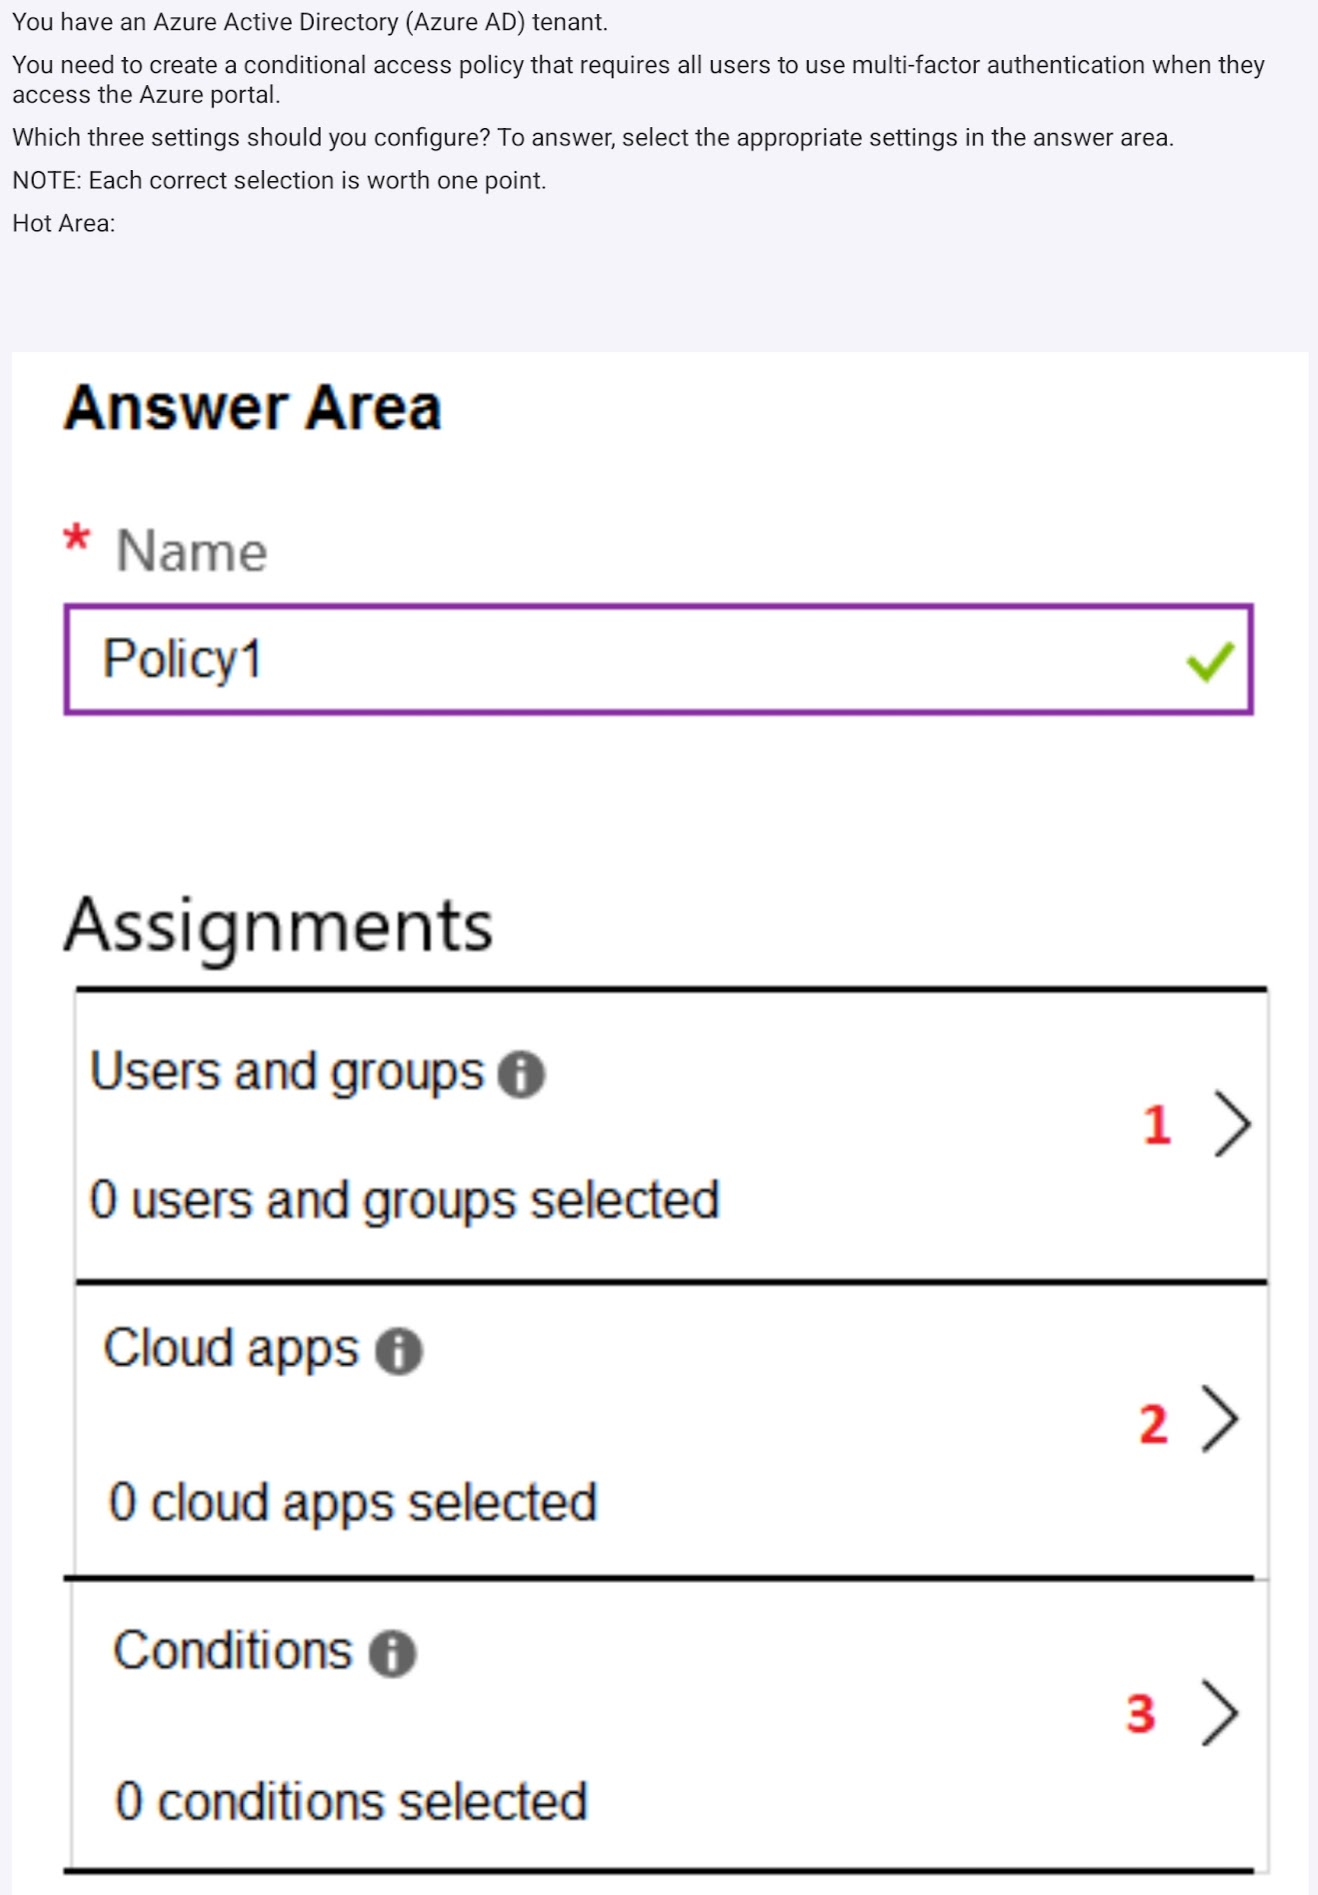 You have an Azure Active Directory (Azure AD) tenant.
You need to create a conditional access policy that requires all users to use multi-factor authentication when they
access the Azure portal.
Which three settings should you configure? To answer, select the appropriate settings in the answer area.
NOTE: Each correct selection is worth one point.
Hot Area:
Answer Area
* Name
Policy1
Assignments
Users and groups
1
0 users and groups selected
Cloud apps
2
0 cloud apps selected
Conditions
3
0 conditions selected